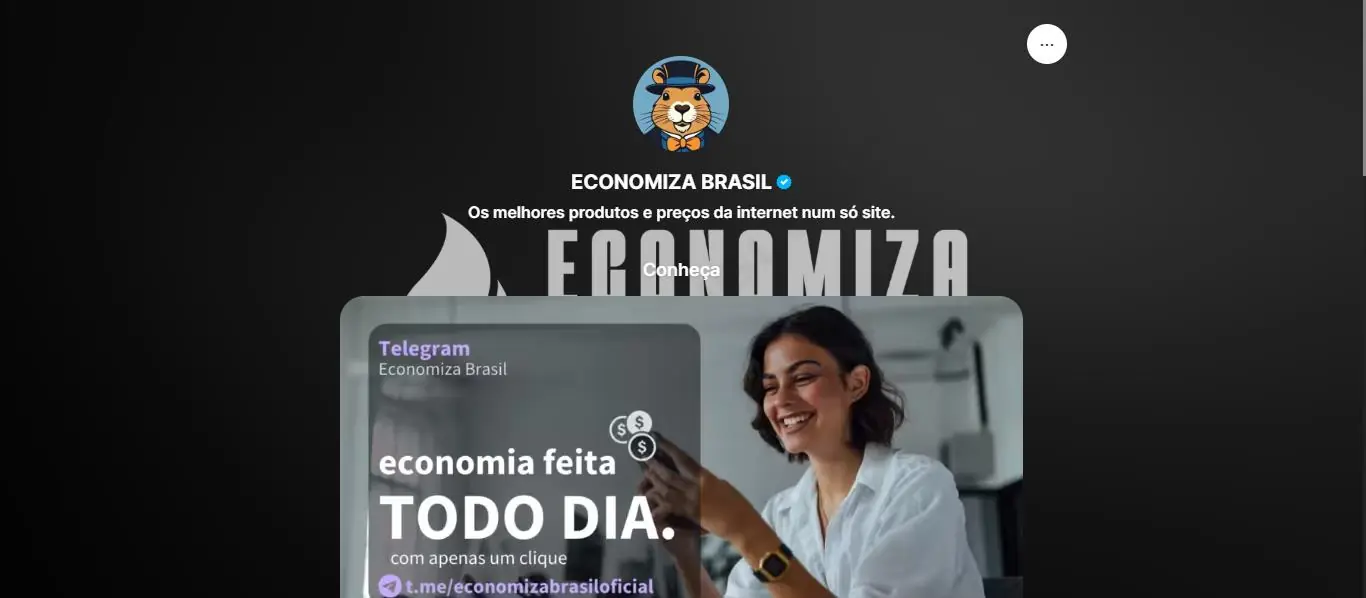 ECONOMIZA BRASIL
Os melhores produtos e preços da internet num só site.
ECONOMIZA
Conheça
Telegram
Economiza Brasil
$ $
$
economia feita
TODO DIA.
com apenas um clique
t.me/economizabrasiloficial